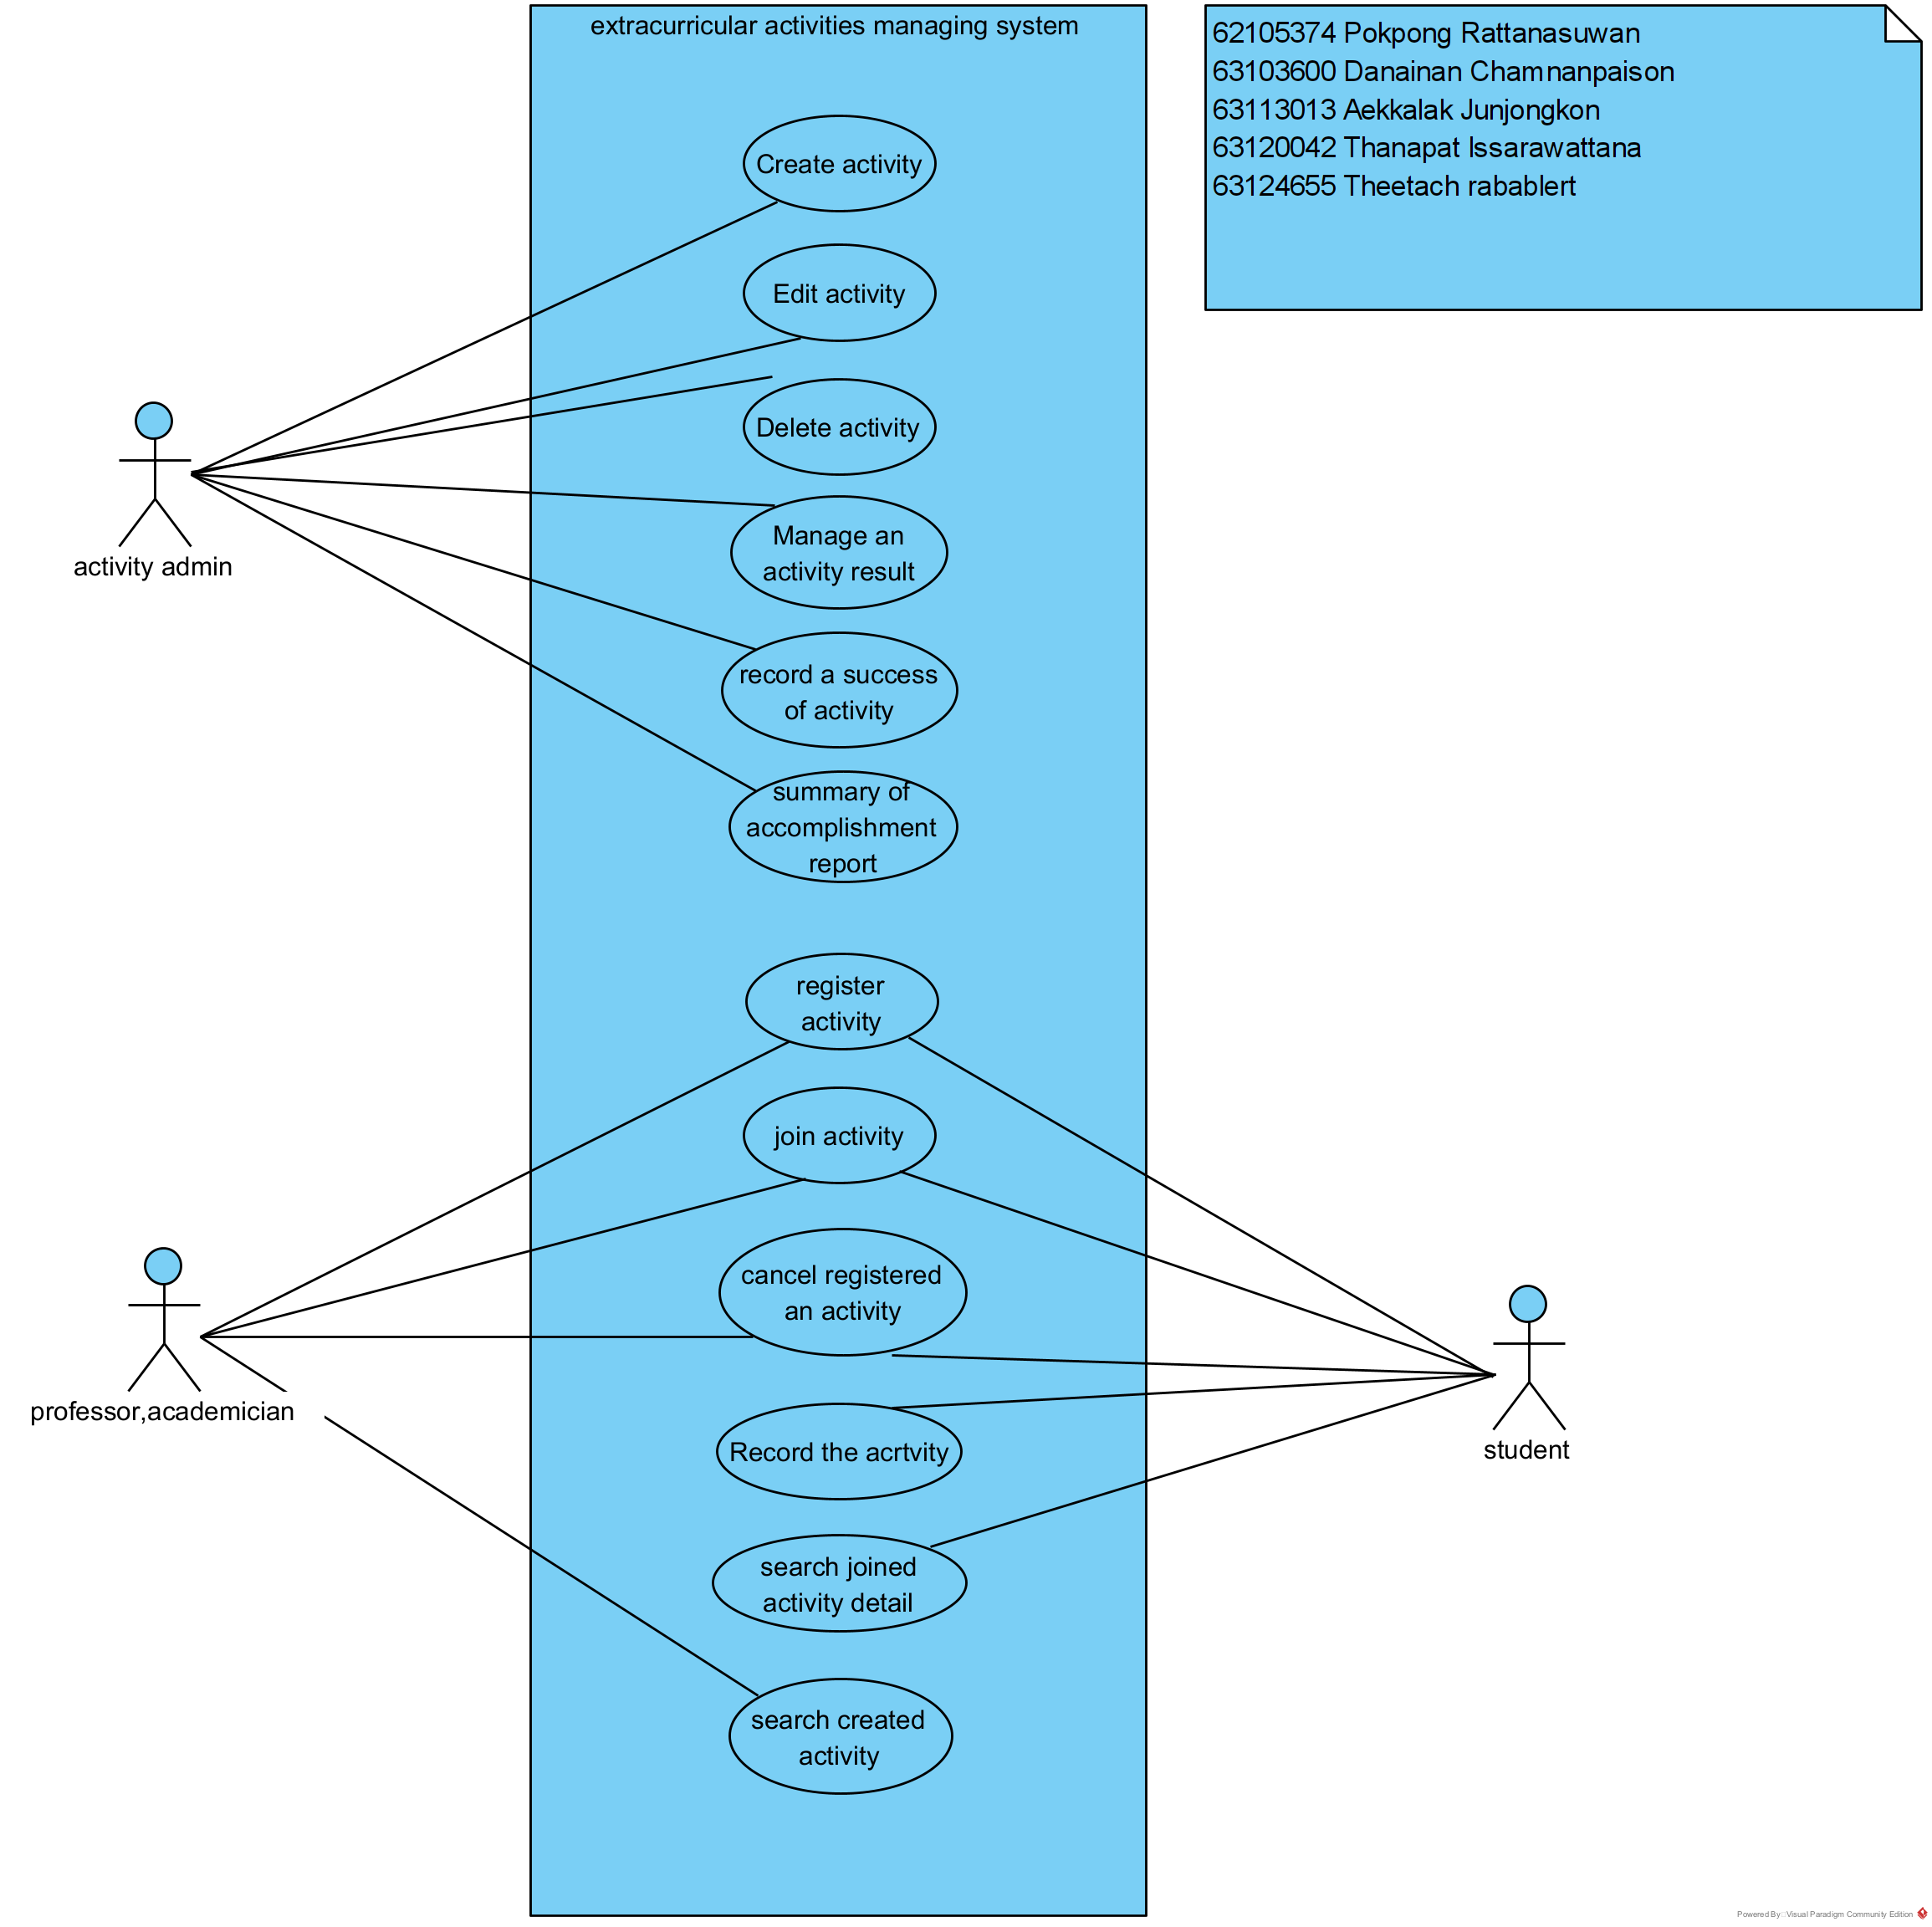 extracurricular activities managing system
62105374 Pokpong Rattanasuwan
63103600 Danainan Chamnanpaison
63113013 Aekkalak Junjongkon
63120042 Thanapat Issarawattana
63124655 Theetach rabablert
Create activity
Edit activity
Delete activity
Manage an
activity result
activity admin
record a success
of activity
summary of
accomplishment
report
register
activity
join activity
cancel registered
an activity
professor,academician
Record the acrtvity
student
search joined
activity detail
search created
activity
Powered By Visual Paradigm Community Edition